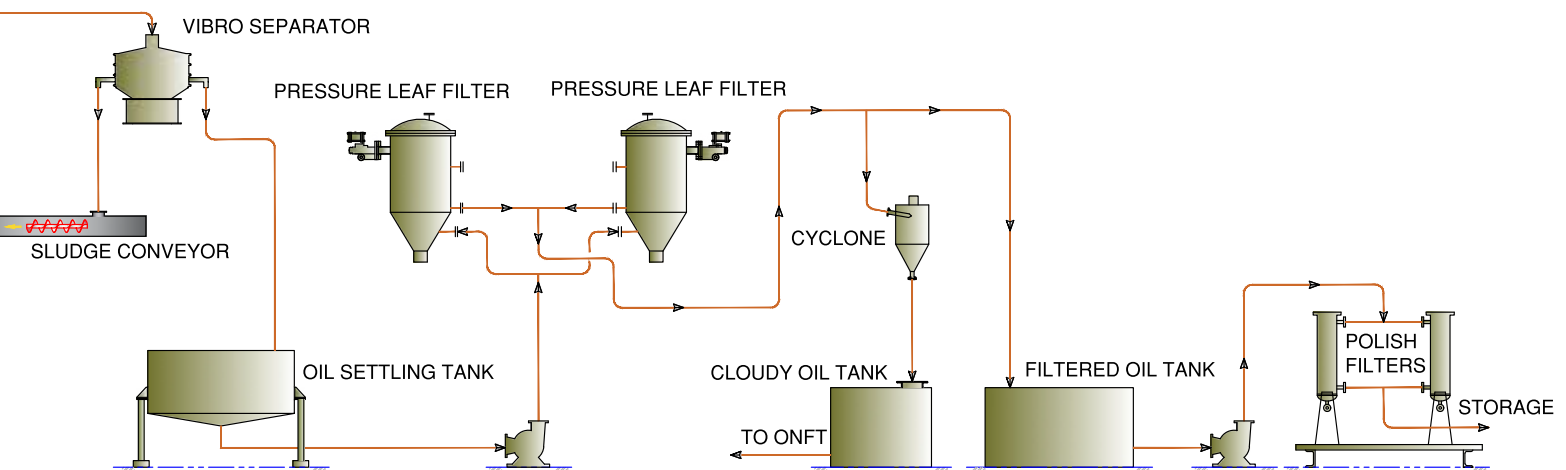 VIBRO SEPARATOR
PRESSURE LEAF FILTER
PRESSURE LEAF FILTER
SLUDGE CONVEYOR
CYCLONE
OIL SETTLING TANK
CLOUDY OIL TANK
FILTERED OIL TANK
POLISH
FILTERS
STORAGE
TO ONFT